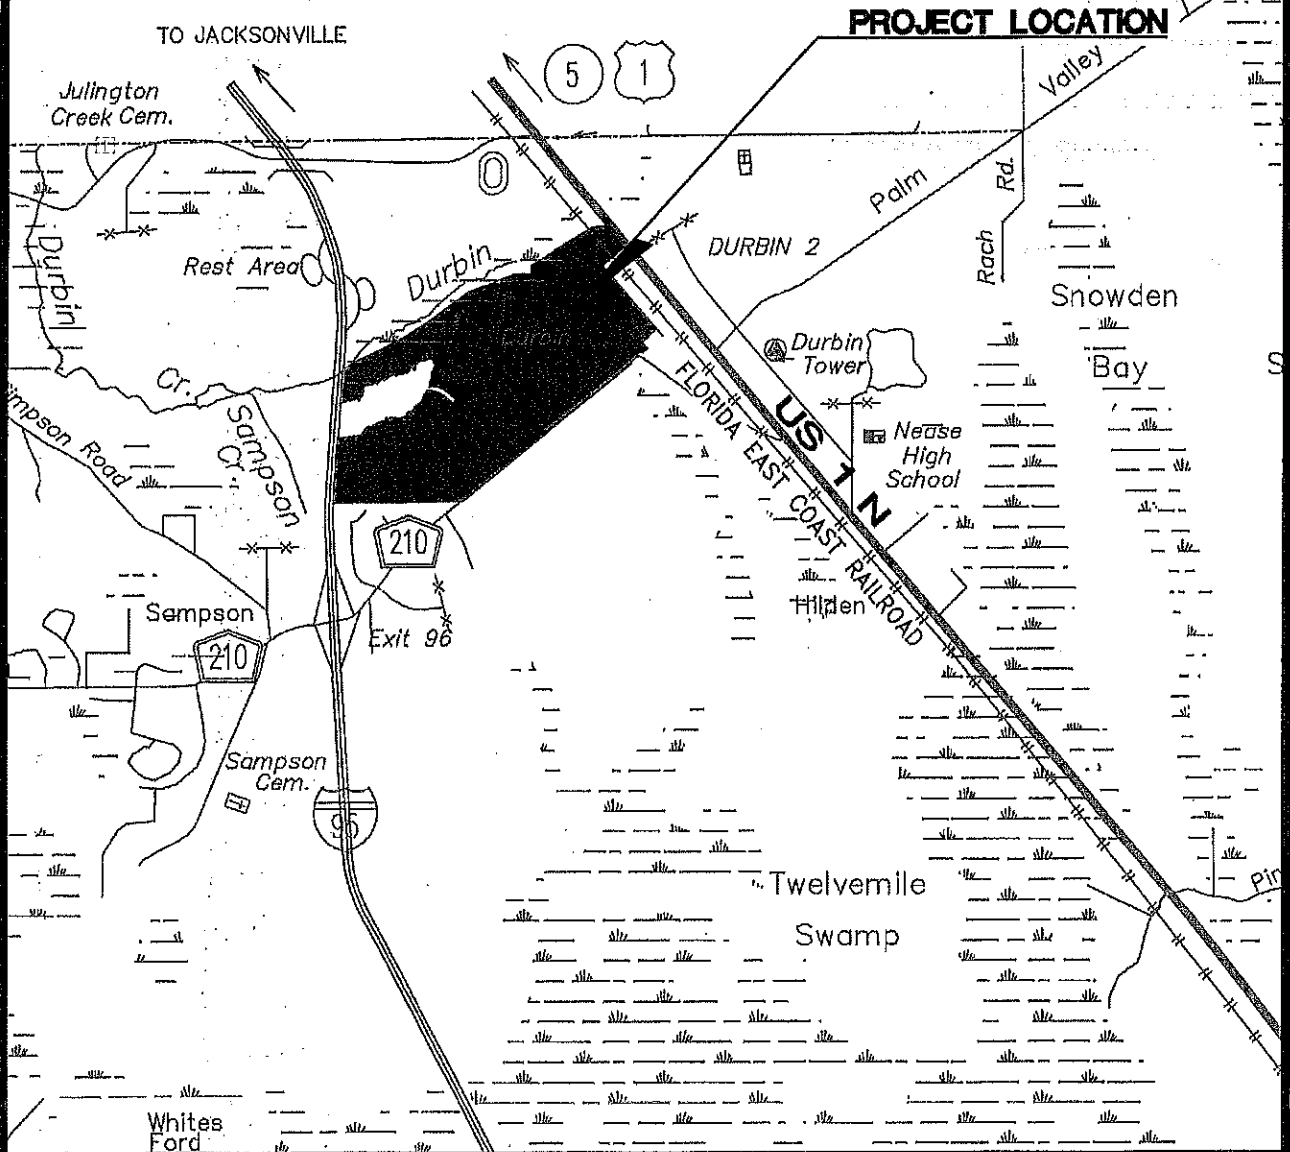 PROJECT LOCATION
TO JACKSONVILLE
5
1
Julington
Creek Cem.
Valley
Palm
Rd.
Rach
DURBIN 2
Durbin
Rest Area
Durbin
Snowden
Bay
S
Durbin
Tower
Cr.
Sampson
Cr.
Sampson
impson Road
FLORIDA EAST COAST RAILROAD
US 1 N
Nease
High
School
210
Hilden
Sampson
210
Exit 96
Sampson
Cem.
95
Twelvemile
Swamp
Pin
Whites
Ford